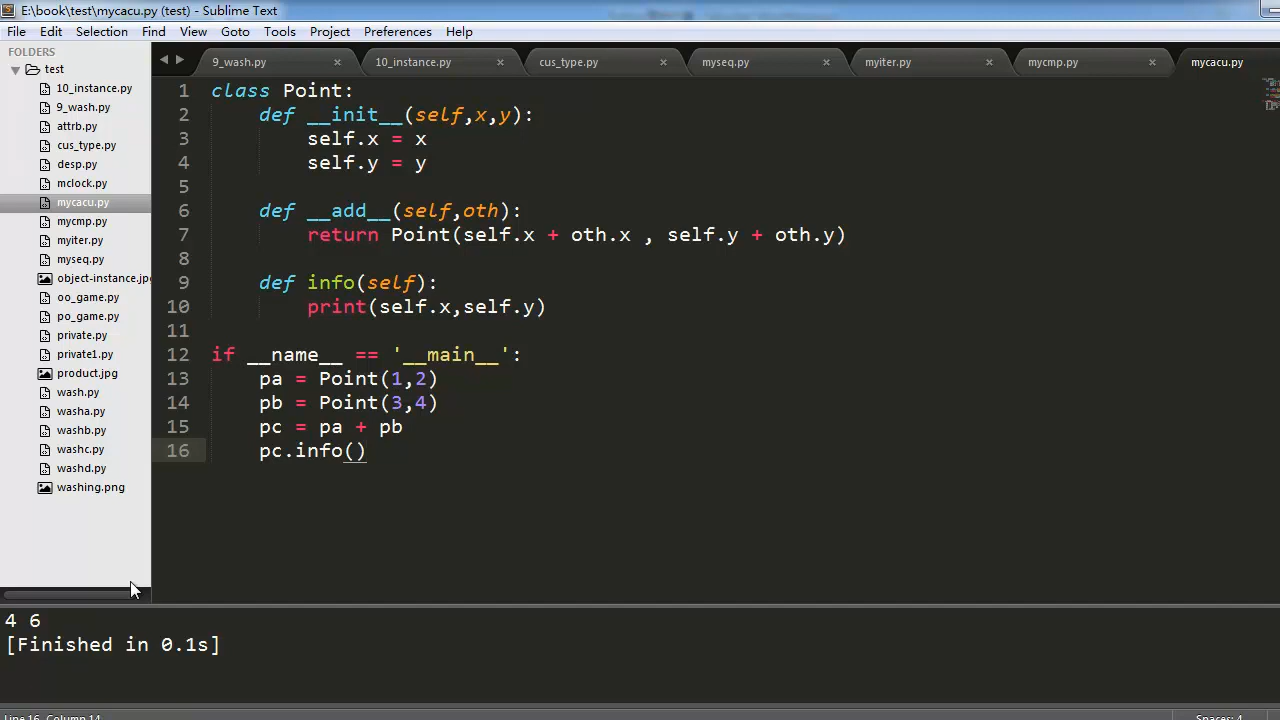 E:\book\test\mycacu.py (test) - Sublime Text
File Edit Selection Find View Goto Tools Project Preferences Help
FOLDERS
test
10_instance.py
9_wash.py
attrb.py
cus_type.py
desp.py
mclock.py
mycacu.py
mycmp.py
myiter.py
myseq.py
object-instance.jpg
oo_game.py
po_game.py
private.py
private1.py
product.jpg
wash.py
washa.py
washb.py
washc.py
washd.py
washing.png
9_wash.py × 10_instance.py × cus_type.py × myseq.py × myiter.py × mycmp.py × mycacu.py
1 class Point:
2 def __init__(self,x,y):
3 self.x = x
4 self.y = y
5
6 def __add__(self,oth):
7 return Point(self.x + oth.x , self.y + oth.y)
8
9 def info(self):
10 print(self.x,self.y)
11
12 if __name__ == '__main__':
13 pa = Point(1,2)
14 pb = Point(3,4)
15 pc = pa + pb
16 pc.info()
4 6
[Finished in 0.1s]
Line 16, Column 14 Spaces: 4